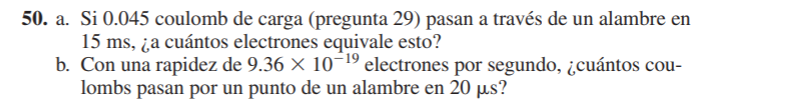 50. a. Si 0.045 coulomb de carga (pregunta 29) pasan a través de un alambre en
15 ms, ¿a cuántos electrones equivale esto?
b. Con una rapidez de 9.36 × 10⁻¹⁹ electrones por segundo, ¿cuántos cou-
lombs pasan por un punto de un alambre en 20 μs?